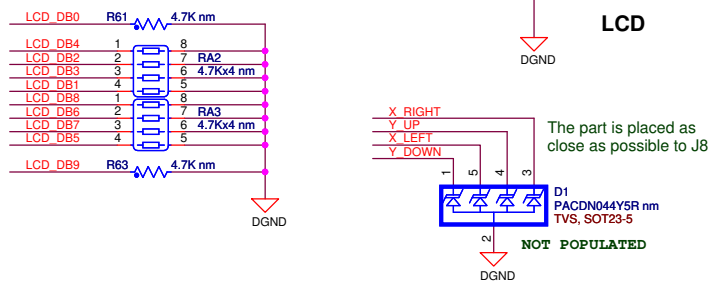 LCD_DB0 R61 4.7K nm
LCD_DB4 1 8
LCD_DB2 2 7 RA2
LCD_DB3 3 6 4.7Kx4 nm
LCD_DB1 4 5
LCD_DB8 1 8
LCD_DB6 2 7 RA3
LCD_DB7 3 6 4.7Kx4 nm
LCD_DB5 4 5
LCD_DB9 R63 4.7K nm
DGND
LCD
DGND
X_RIGHT
Y_UP
X_LEFT
Y_DOWN
The part is placed as
close as possible to J8
1 5 4 3
D1
PACDN044Y5R nm
TVS, SOT23-5
2
NOT POPULATED
DGND